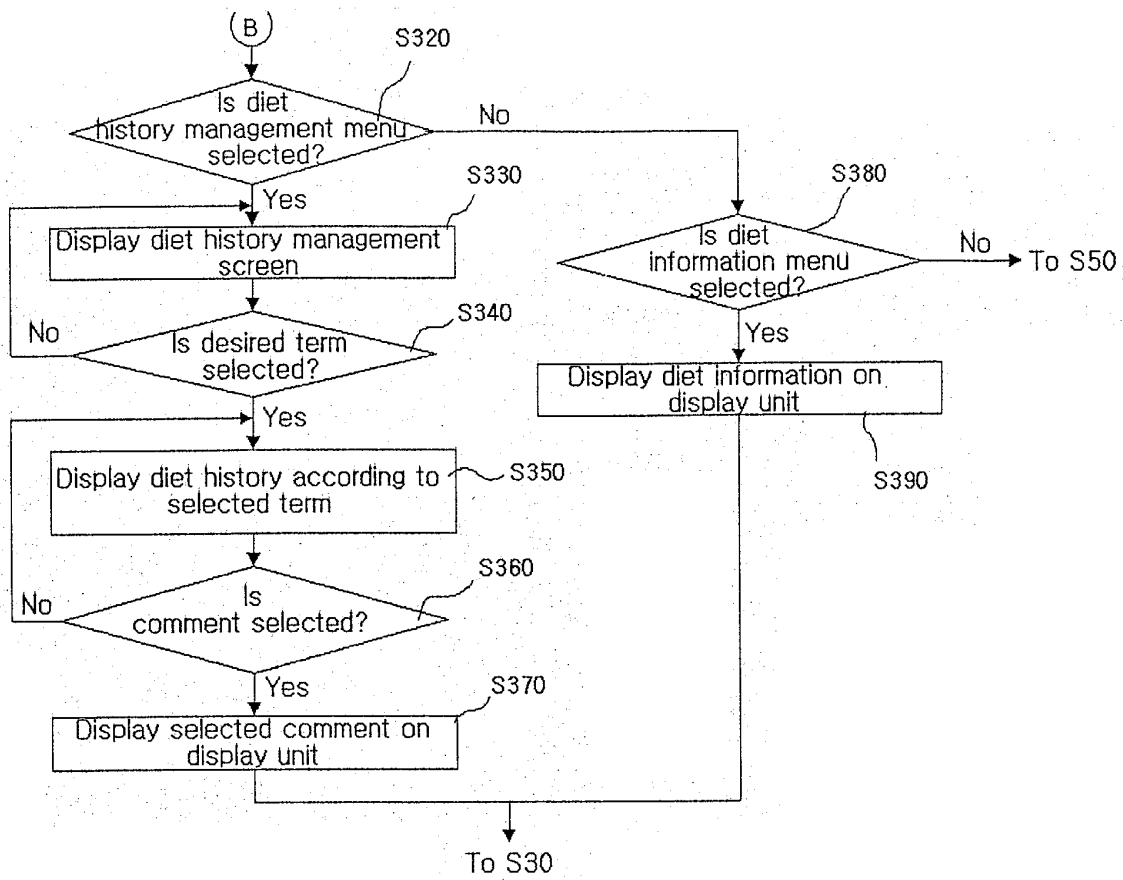 (B)
S320
Is diet
history management menu
selected?
No
Yes
S330
Display diet history management
screen
S380
Is diet
information menu
selected?
No
To S50
No
S340
Is desired term
selected?
Yes
Display diet information on
display unit
S390
Yes
Display diet history according to
selected term
S350
S360
No
Is
comment selected?
Yes
S370
Display selected comment on
display unit
To S30